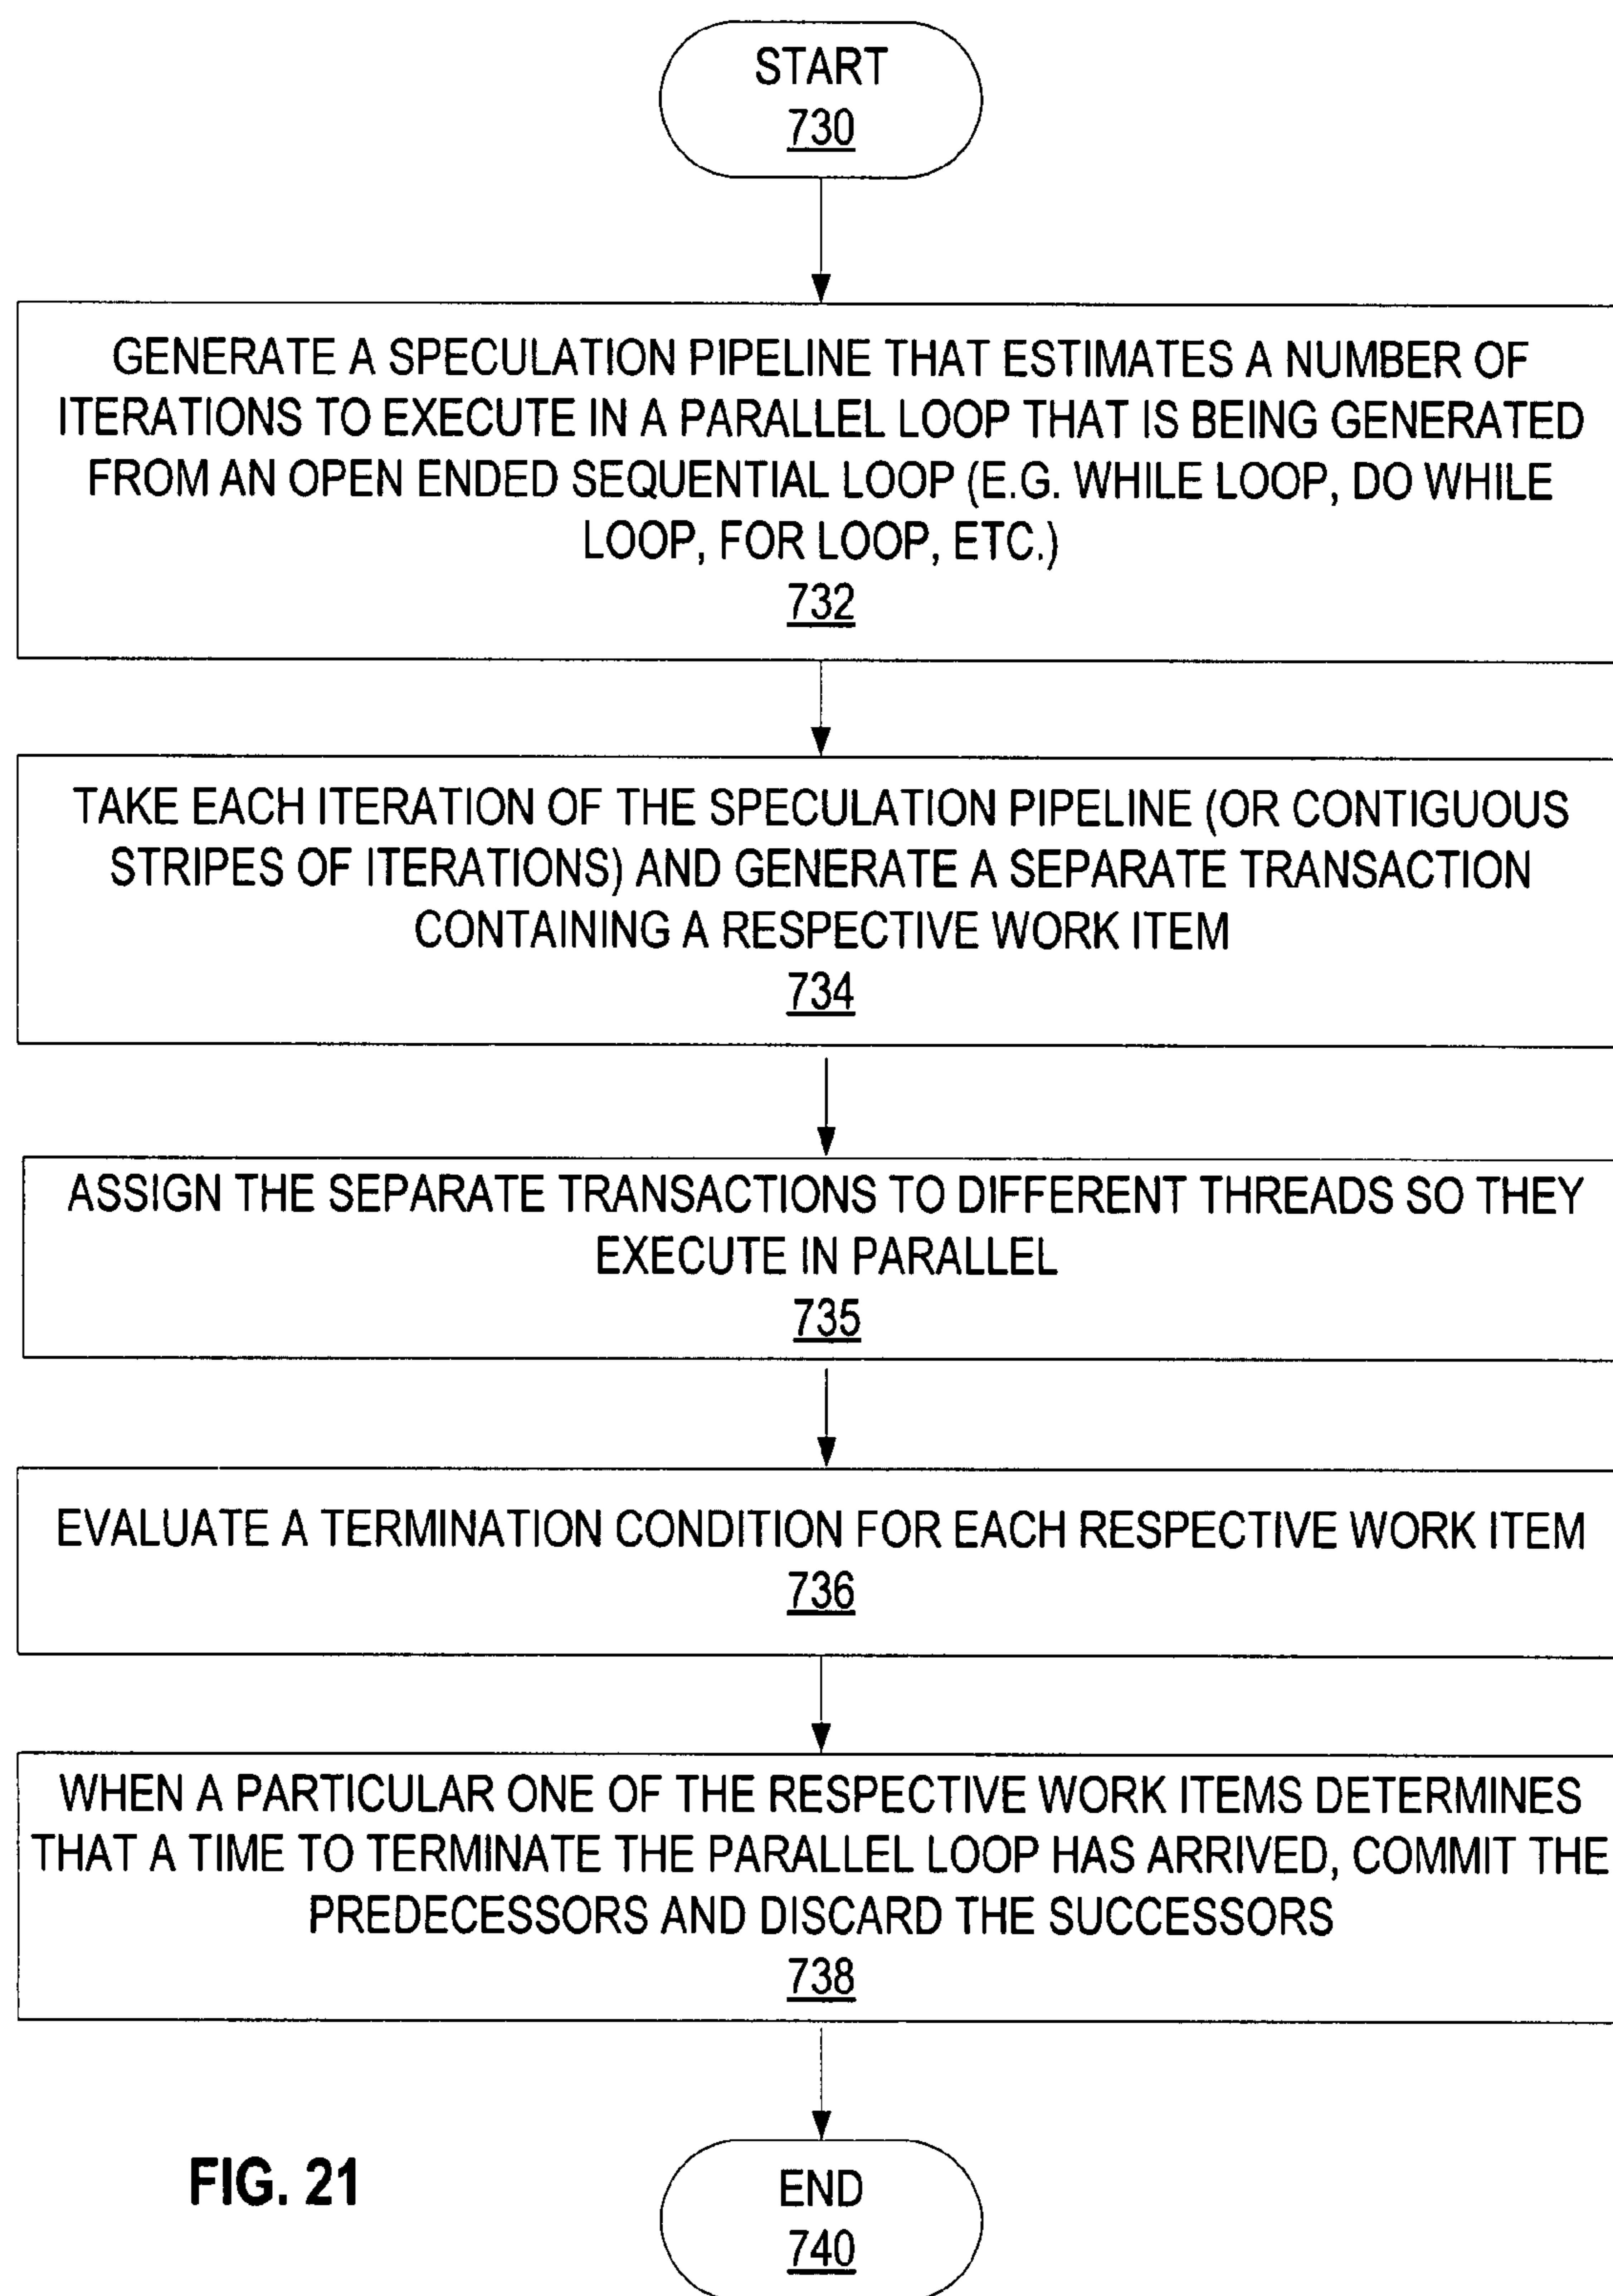 START
730
GENERATE A SPECULATION PIPELINE THAT ESTIMATES A NUMBER OF
ITERATIONS TO EXECUTE IN A PARALLEL LOOP THAT IS BEING GENERATED
FROM AN OPEN ENDED SEQUENTIAL LOOP (E.G. WHILE LOOP, DO WHILE
LOOP, FOR LOOP, ETC.)
732
TAKE EACH ITERATION OF THE SPECULATION PIPELINE (OR CONTIGUOUS
STRIPES OF ITERATIONS) AND GENERATE A SEPARATE TRANSACTION
CONTAINING A RESPECTIVE WORK ITEM
734
ASSIGN THE SEPARATE TRANSACTIONS TO DIFFERENT THREADS SO THEY
EXECUTE IN PARALLEL
735
EVALUATE A TERMINATION CONDITION FOR EACH RESPECTIVE WORK ITEM
736
WHEN A PARTICULAR ONE OF THE RESPECTIVE WORK ITEMS DETERMINES
THAT A TIME TO TERMINATE THE PARALLEL LOOP HAS ARRIVED, COMMIT THE
PREDECESSORS AND DISCARD THE SUCCESSORS
738
FIG. 21
END
740